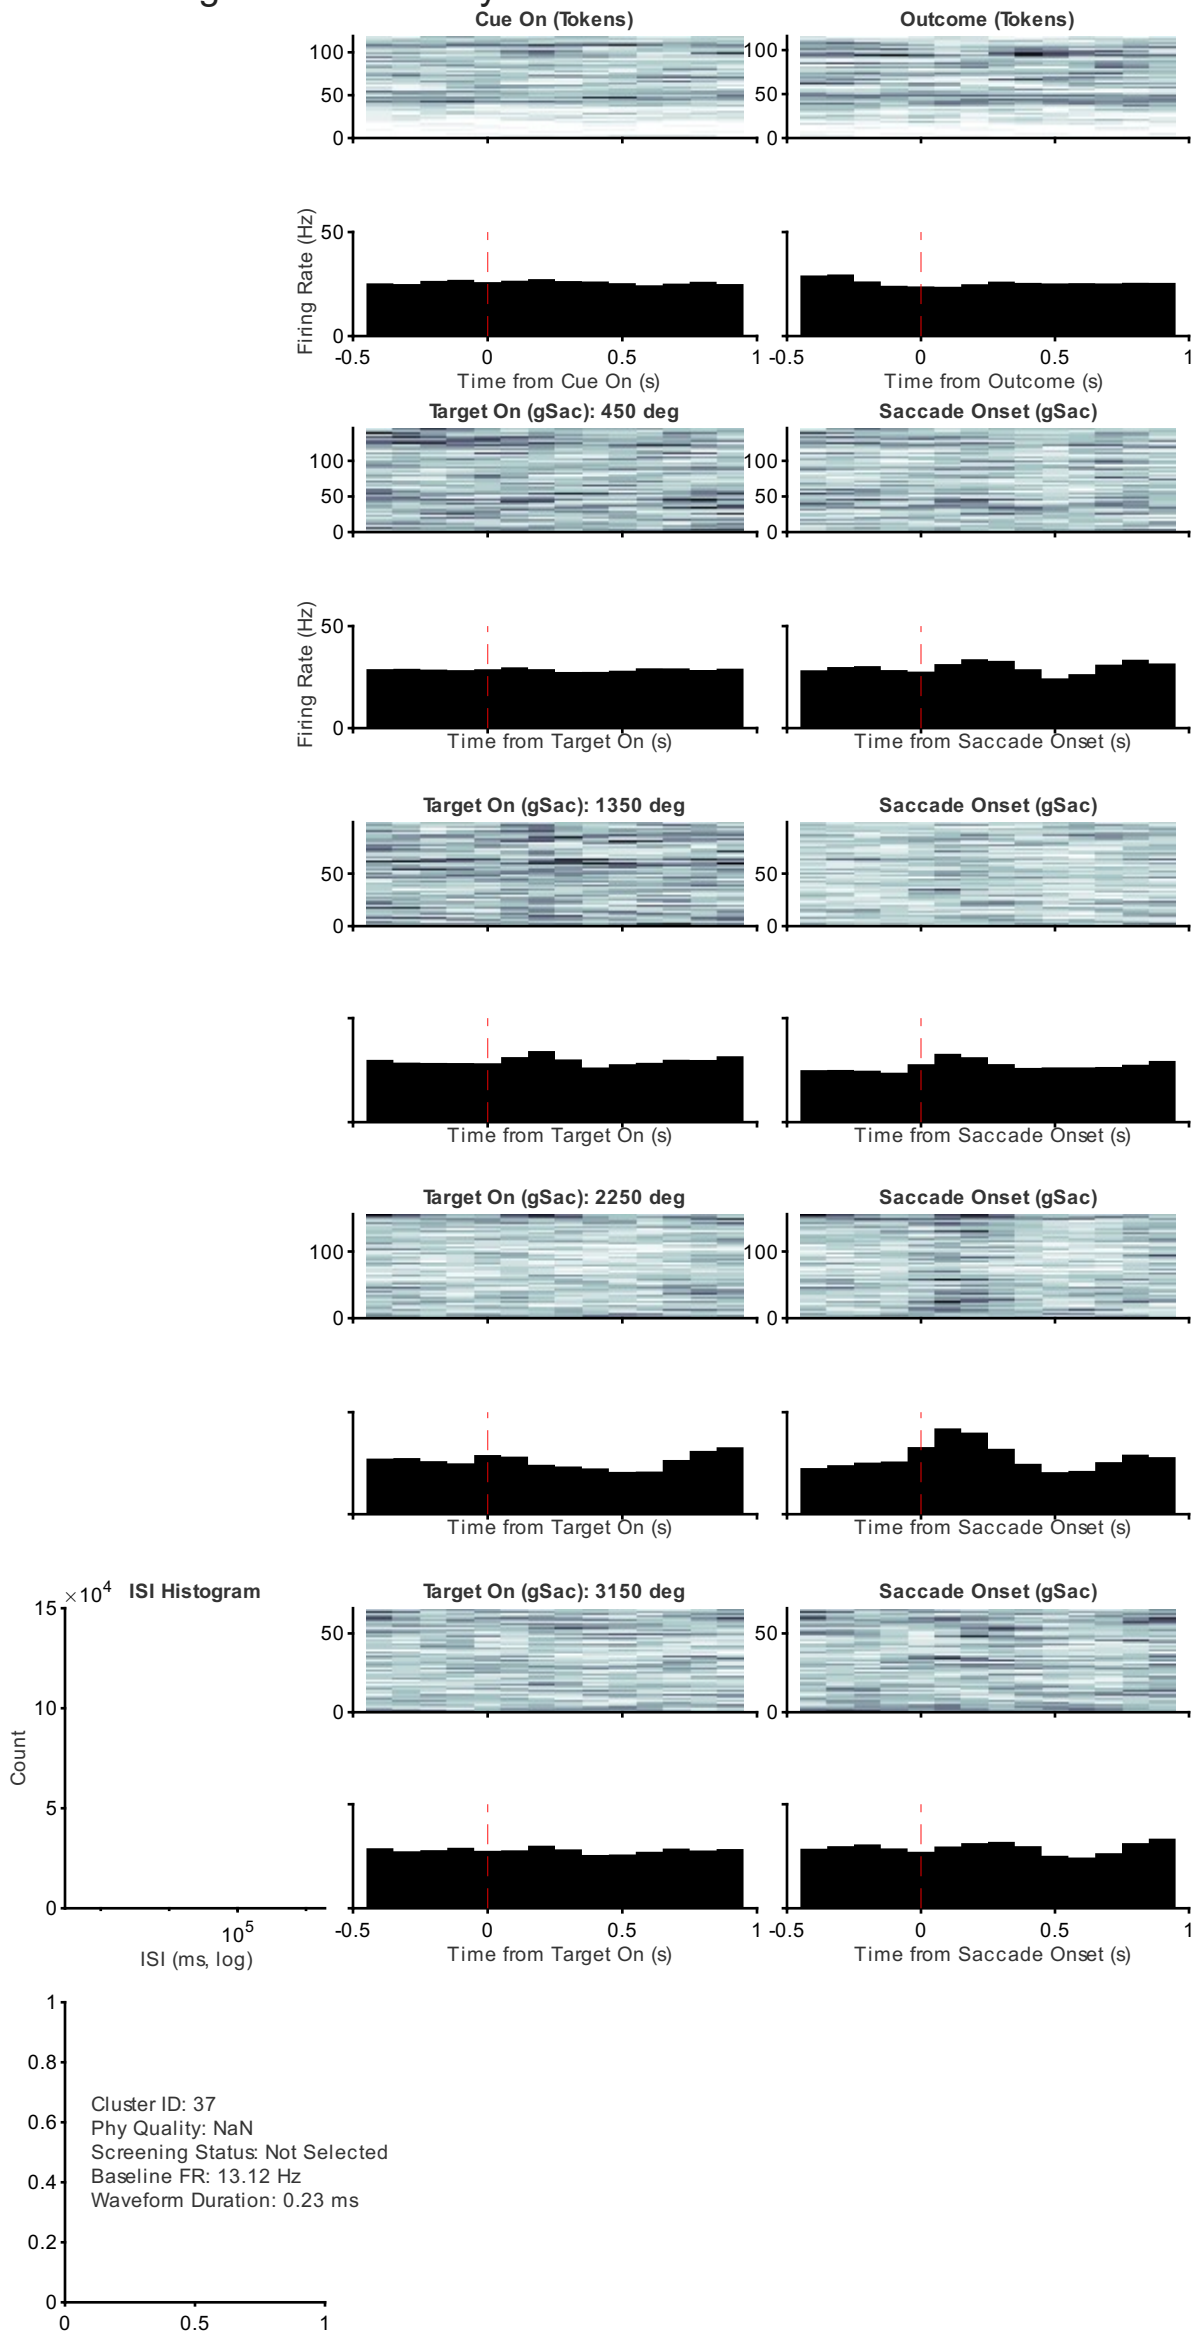 Cue On (Tokens)
Outcome (Tokens)
100
50
0
100
50
0
Firing Rate (Hz)
50
0
-0.5
0
0.5
1
Time from Cue On (s)
-0.5
0
0.5
1
Time from Outcome (s)
Target On (gSac): 450 deg
Saccade Onset (gSac)
100
50
0
100
50
0
Firing Rate (Hz)
50
0
Time from Target On (s)
Time from Saccade Onset (s)
Target On (gSac): 1350 deg
Saccade Onset (gSac)
50
0
50
0
Time from Target On (s)
Time from Saccade Onset (s)
Target On (gSac): 2250 deg
Saccade Onset (gSac)
100
0
100
0
Time from Target On (s)
Time from Saccade Onset (s)
×10^4
ISI Histogram
15
10
5
0
Count
10^5
ISI (ms, log)
Target On (gSac): 3150 deg
Saccade Onset (gSac)
50
0
50
0
-0.5
0
0.5
1
Time from Target On (s)
-0.5
0
0.5
1
Time from Saccade Onset (s)
1
0.8
0.6
0.4
0.2
0
0
0.5
1
Cluster ID: 37
Phy Quality: NaN
Screening Status: Not Selected
Baseline FR: 13.12 Hz
Waveform Duration: 0.23 ms